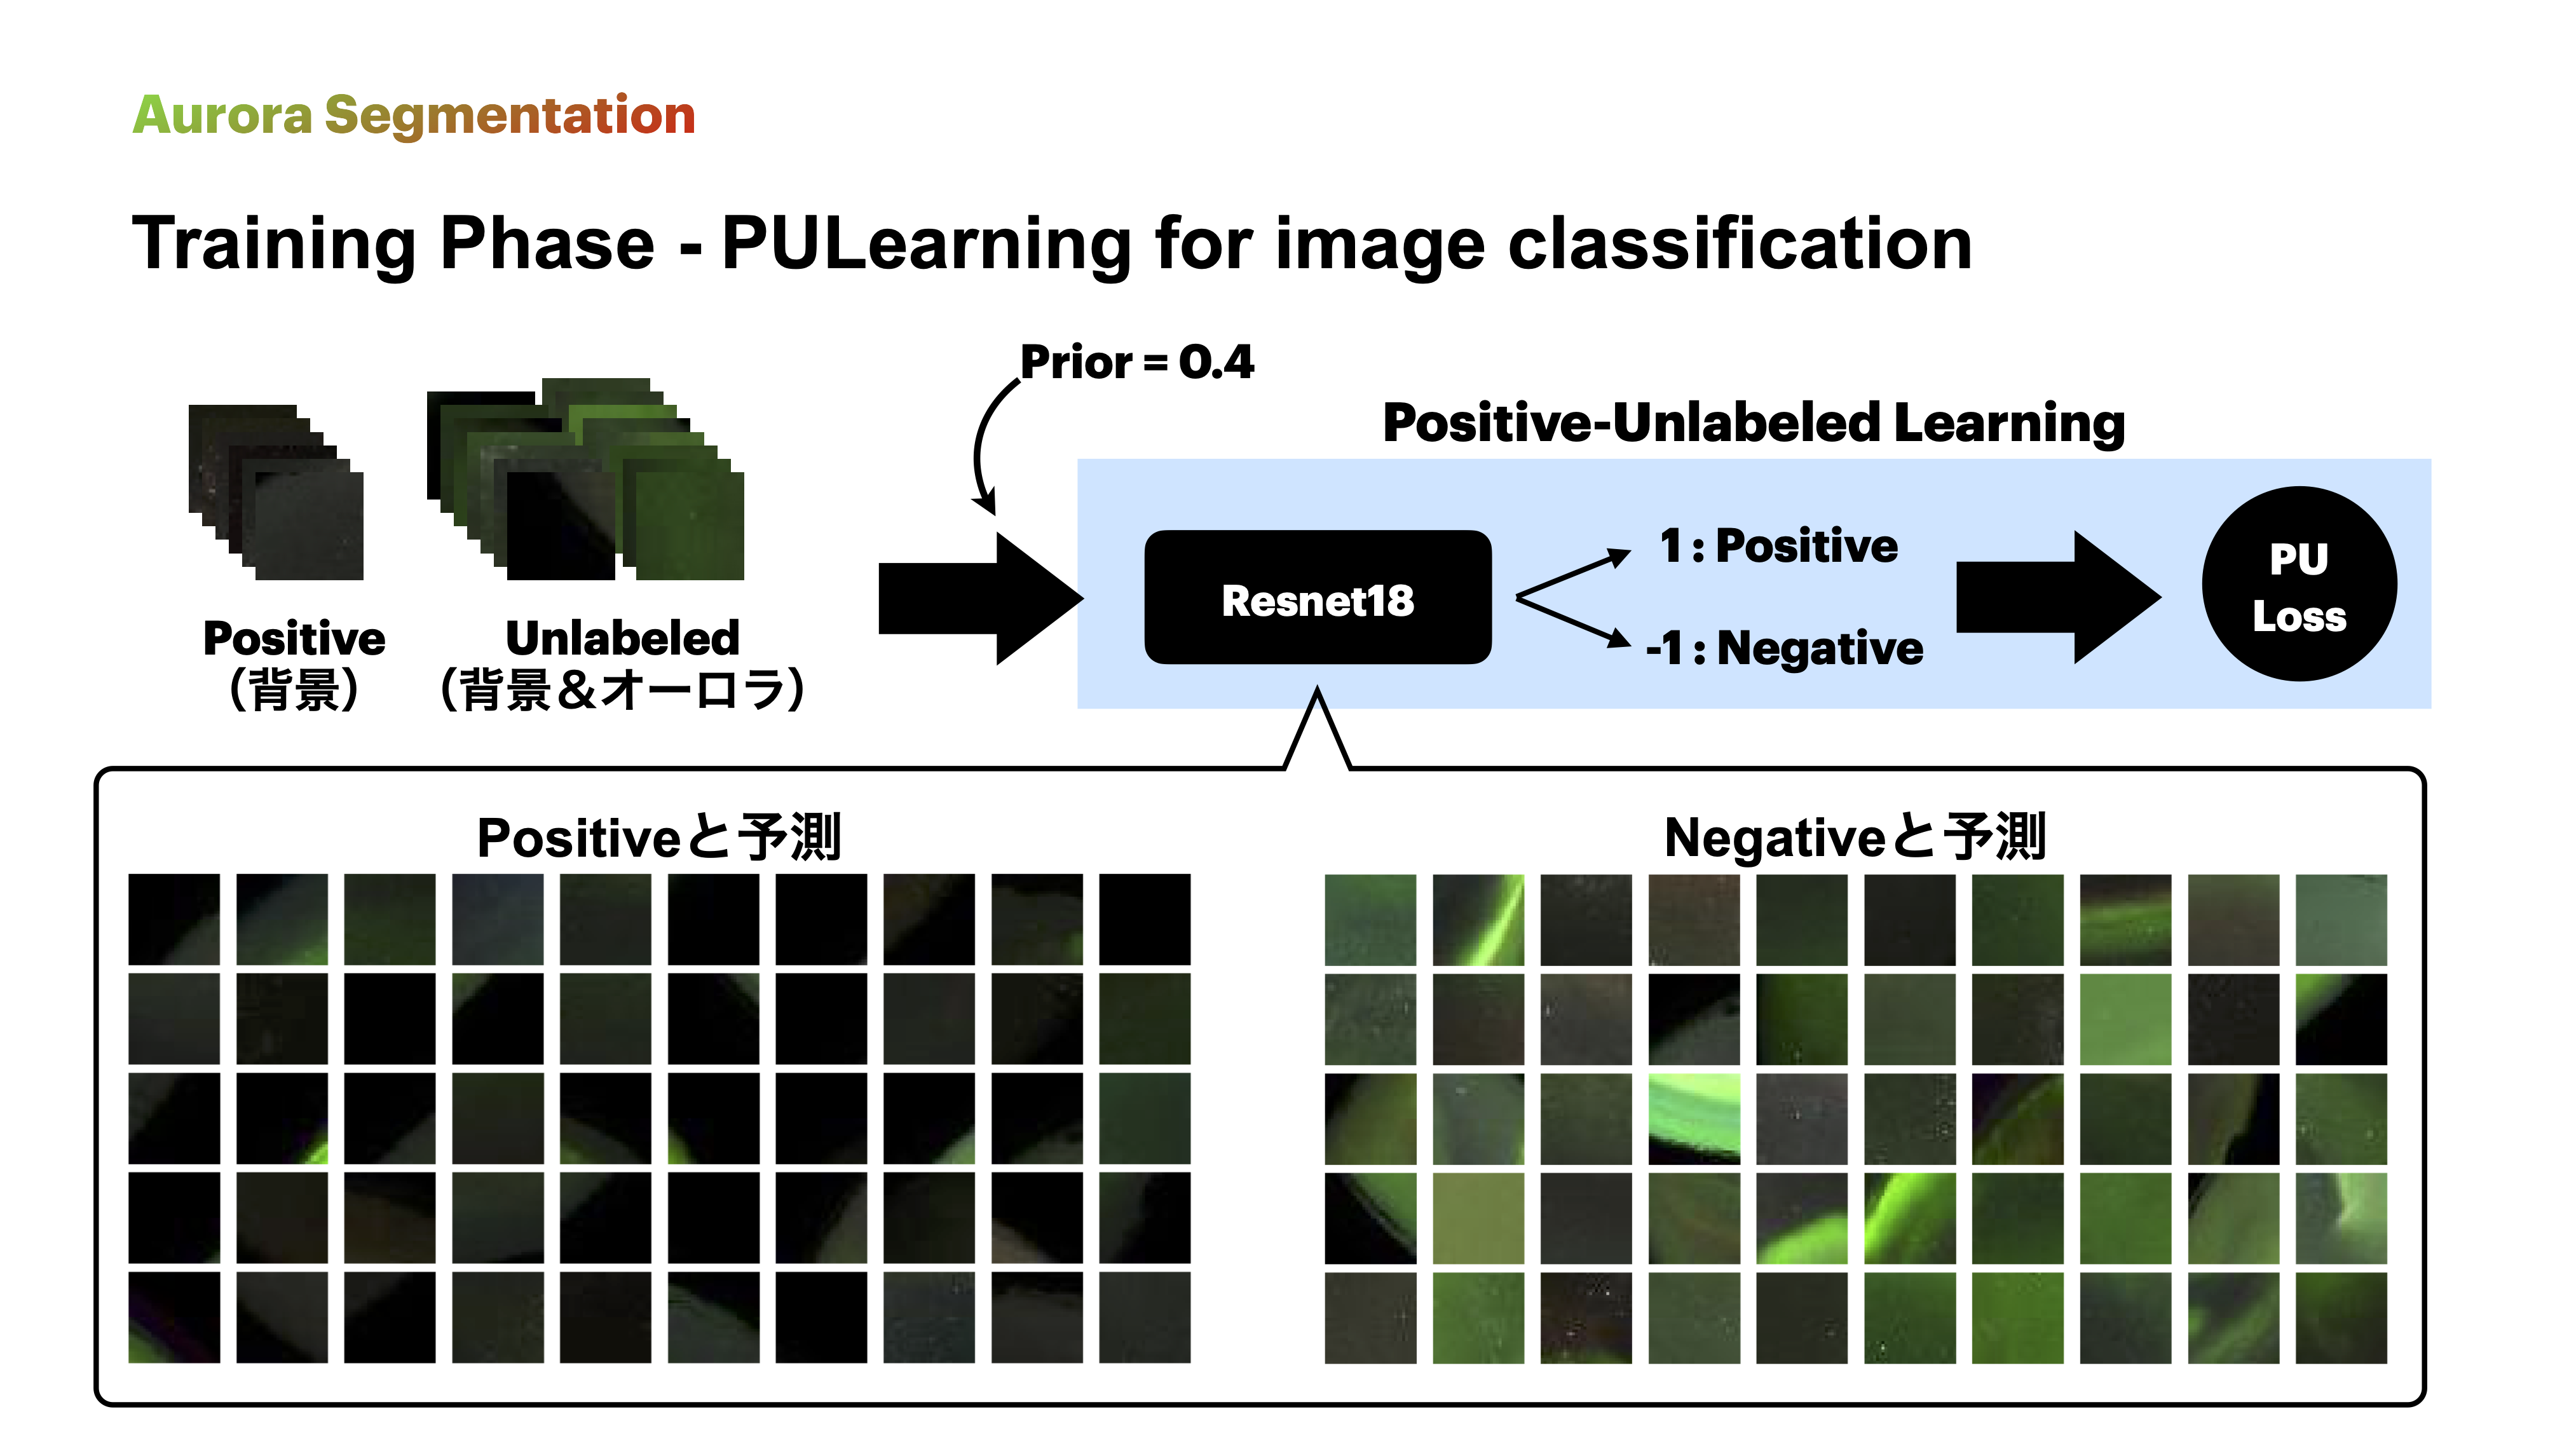 Aurora Segmentation
Training Phase - PULearning for image classification
Prior = 0.4
Positive-Unlabeled Learning
Positive
(背景)
Unlabeled
(背景&オーロラ)
Resnet18
1 : Positive
-1 : Negative
PU
Loss
Positiveと予測
Negativeと予測